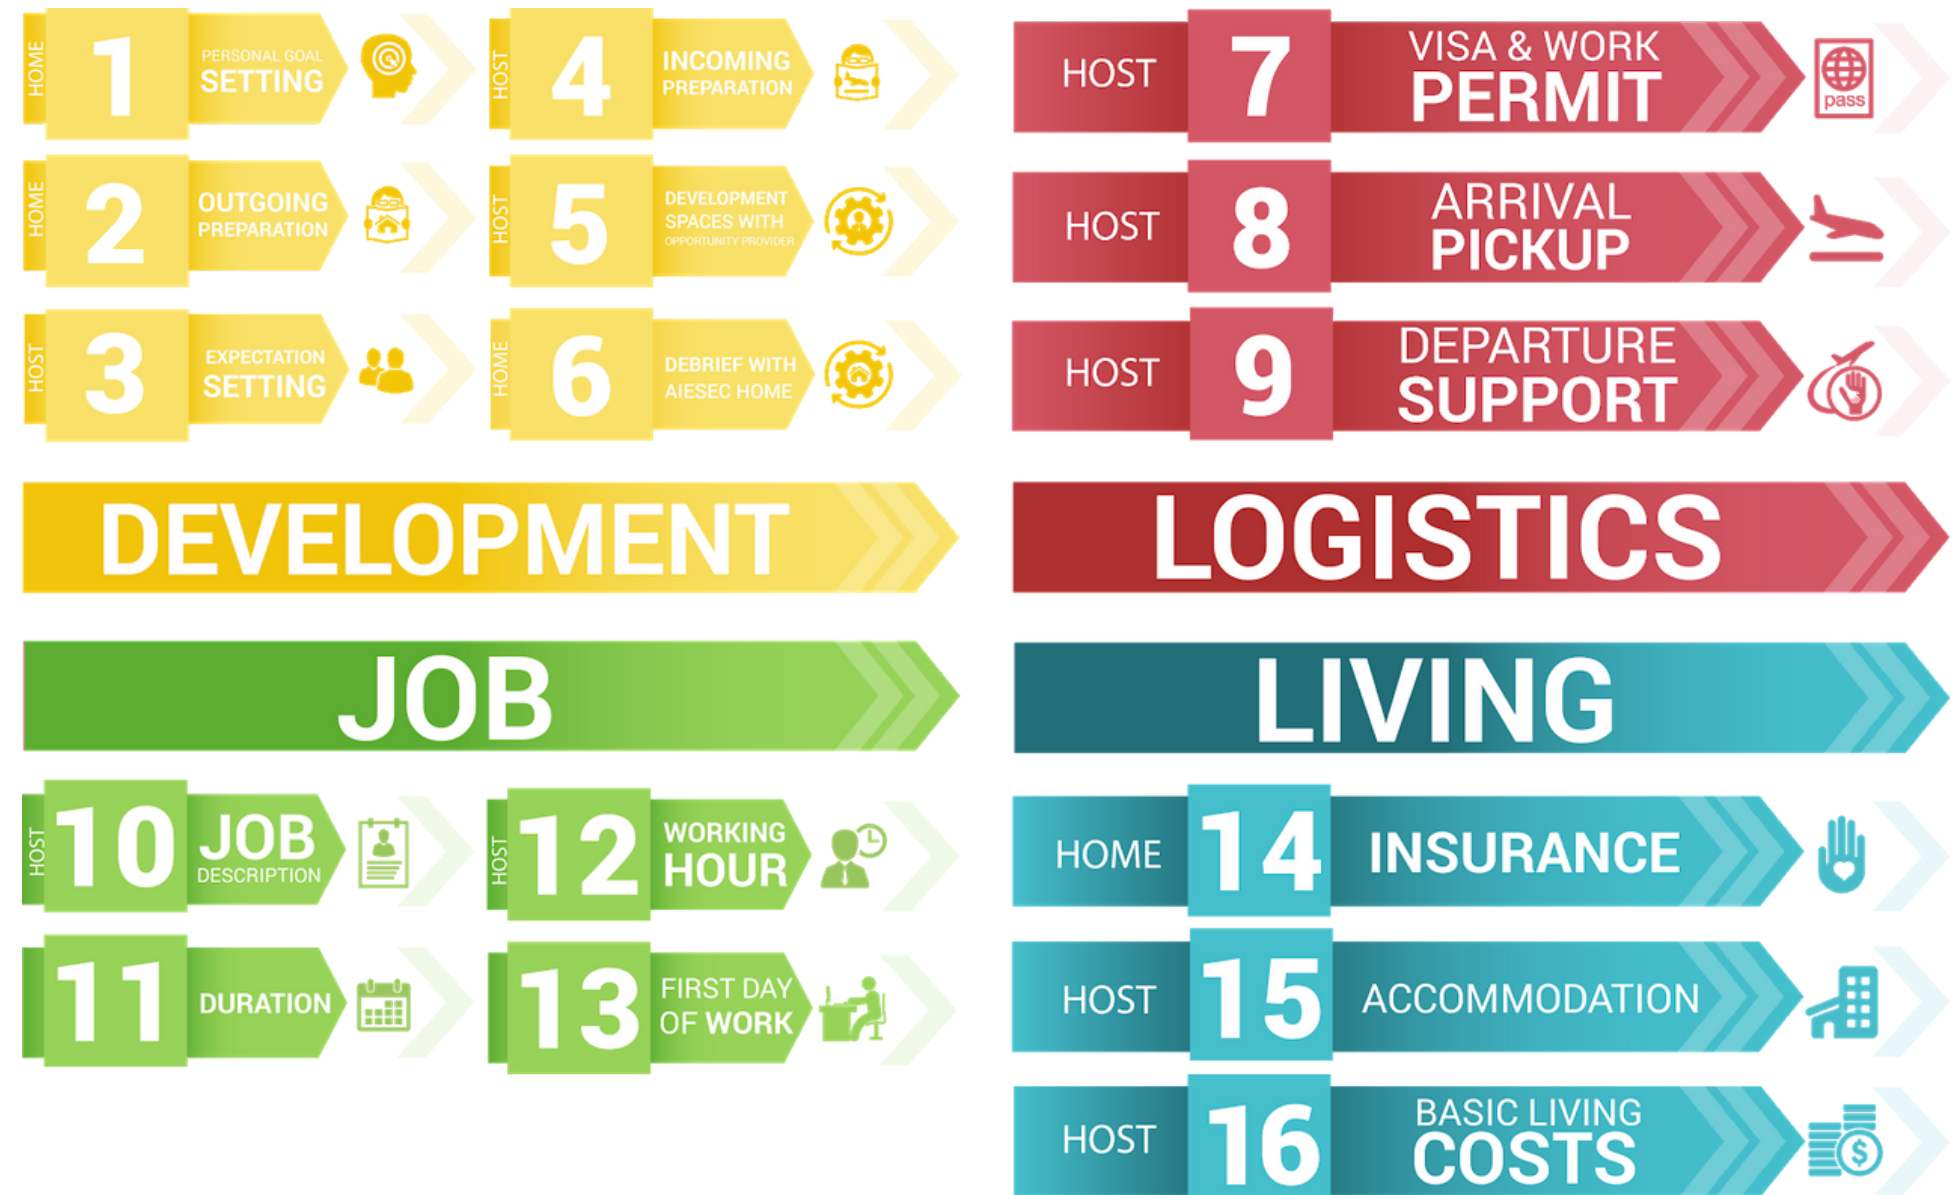 HOME
1
PERSONAL GOAL
SETTING
HOME
2
OUTGOING
PREPARATION
HOST
3
EXPECTATION
SETTING
HOST
4
INCOMING
PREPARATION
HOST
5
DEVELOPMENT
SPACES WITH
OPPORTUNITY PROVIDER
HOME
6
DEBRIEF WITH
AIESEC HOME
DEVELOPMENT
HOST
7
VISA & WORK
PERMIT
pass
HOST
8
ARRIVAL
PICKUP
HOST
9
DEPARTURE
SUPPORT
LOGISTICS
JOB
HOST
10
JOB
DESCRIPTION
11
DURATION
HOST
12
WORKING
HOUR
13
FIRST DAY
OF WORK
LIVING
HOME
14
INSURANCE
HOST
15
ACCOMMODATION
HOST
16
BASIC LIVING
COSTS
$